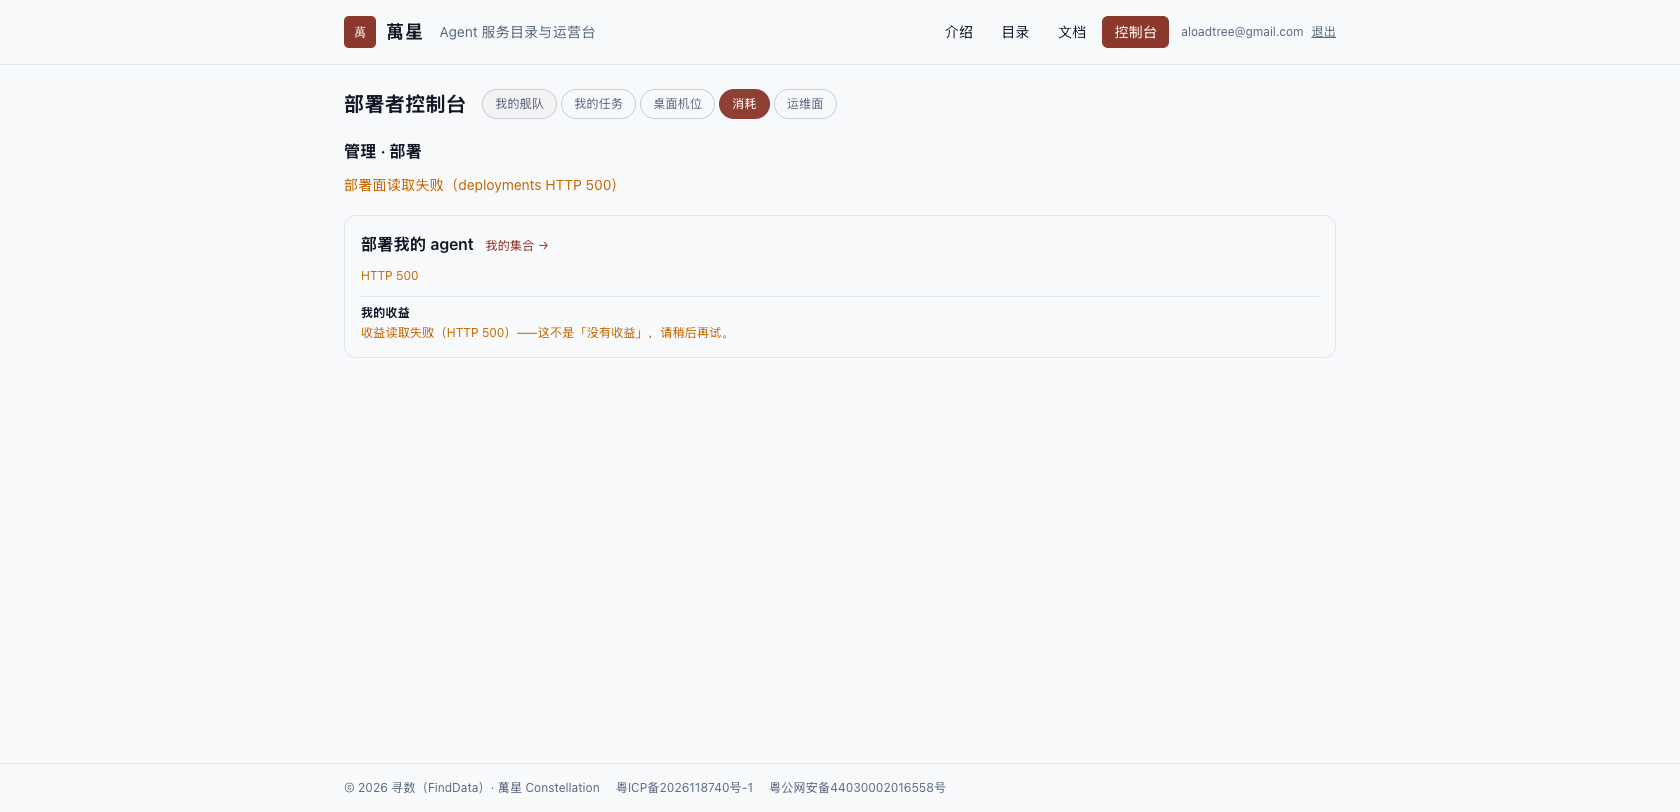 萬 萬星 Agent 服务目录与运营台 介绍 目录 文档 控制台 aloadtree@gmail.com 退出
部署者控制台 我的舰队 我的任务 桌面机位 消耗 运维面
管理 · 部署
部署面读取失败（deployments HTTP 500）
部署我的 agent 我的集合 →
HTTP 500
我的收益
收益读取失败（HTTP 500）——这不是「没有收益」，请稍后再试。
© 2026 寻数（FindData）· 萬星 Constellation 粤ICP备2026118740号-1 粤公网安备44030002016558号